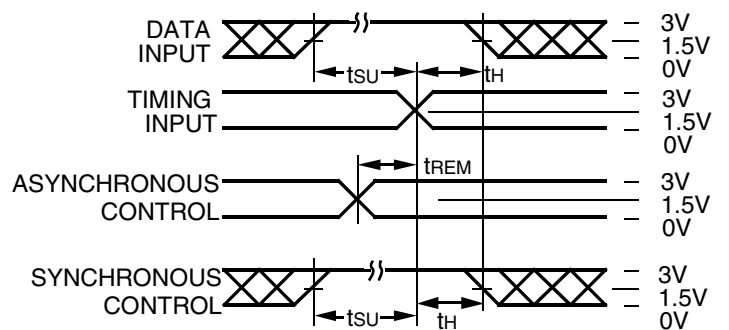 DATA INPUT
3V
1.5V
0V
tSU
tH
TIMING INPUT
3V
1.5V
0V
tREM
ASYNCHRONOUS CONTROL
3V
1.5V
0V
SYNCHRONOUS CONTROL
3V
1.5V
0V
tSU
tH